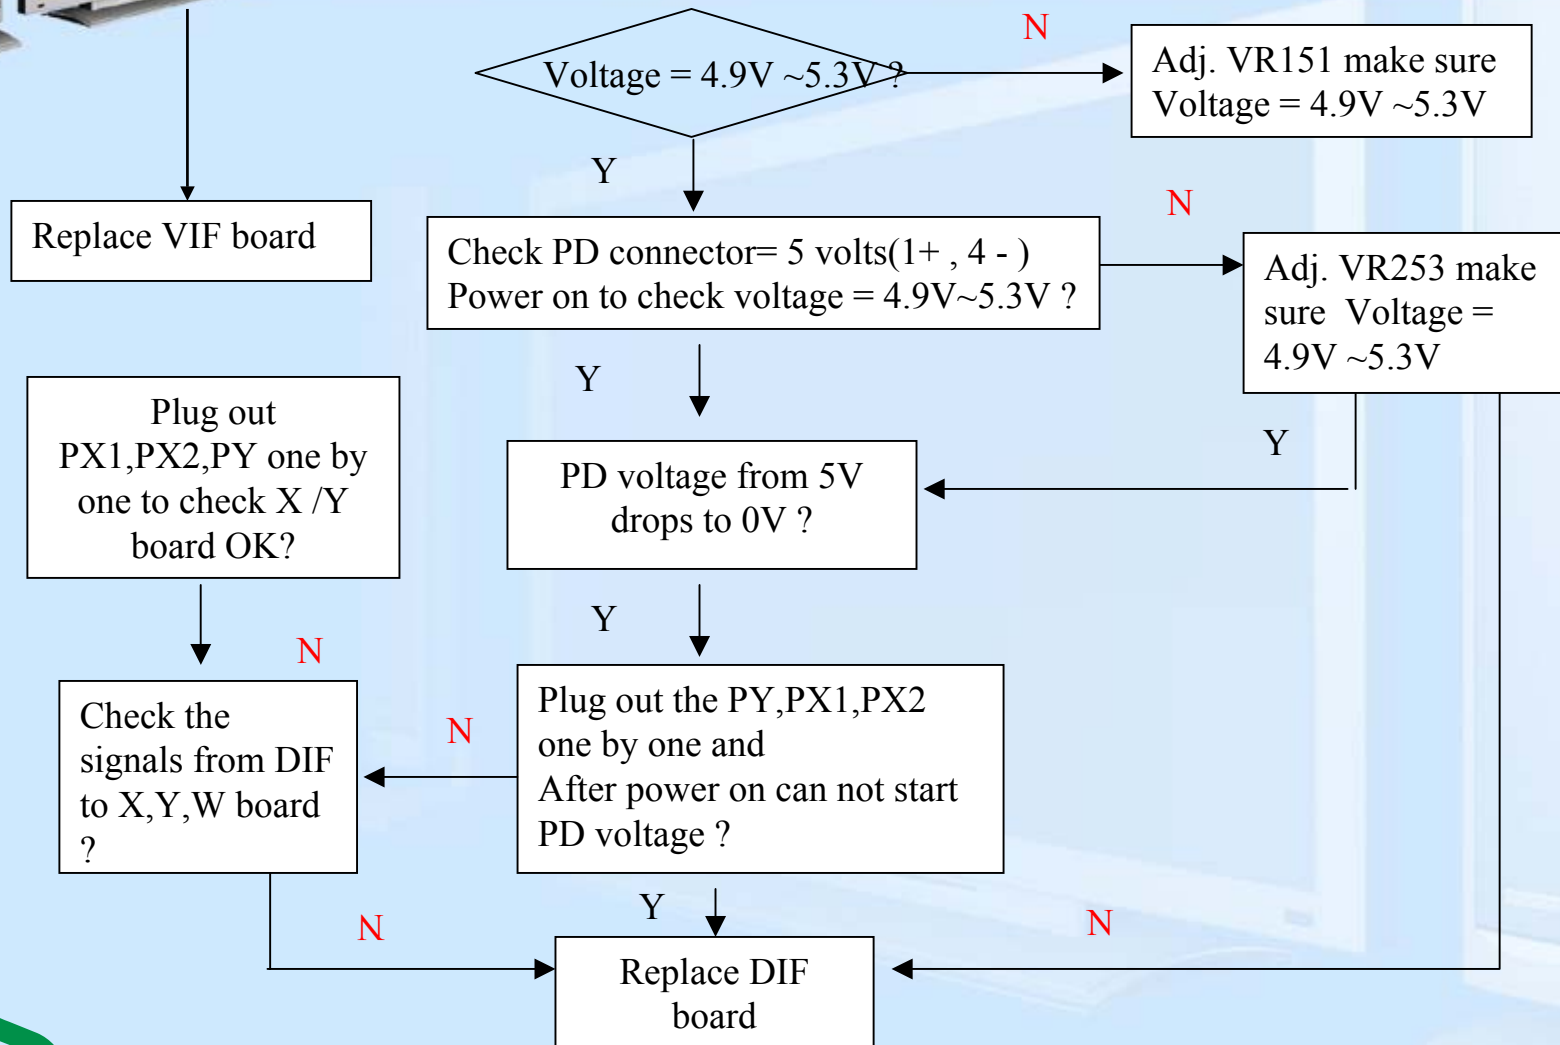 N
Voltage = 4.9V ~5.3V ?
Adj. VR151 make sure
Voltage = 4.9V ~5.3V
Y
N
Replace VIF board
Check PD connector= 5 volts(1+ , 4 - )
Power on to check voltage = 4.9V~5.3V ?
Adj. VR253 make
sure Voltage =
4.9V ~5.3V
Y
Plug out
PX1,PX2,PY one by
one to check X /Y
board OK?
Y
PD voltage from 5V
drops to 0V ?
Y
N
Check the
signals from DIF
to X,Y,W board
?
N
Plug out the PY,PX1,PX2
one by one and
After power on can not start
PD voltage ?
Y
N
N
Replace DIF
board